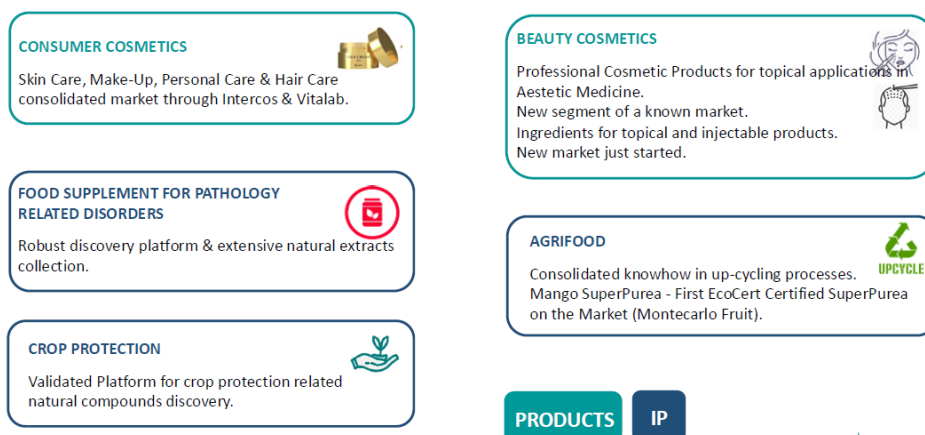 CONSUMER COSMETICS
Skin Care, Make-Up, Personal Care & Hair Care
consolidated market through Intercos & Vitalab.
FOOD SUPPLEMENT FOR PATHOLOGY
RELATED DISORDERS
Robust discovery platform & extensive natural extracts
collection.
CROP PROTECTION
Validated Platform for crop protection related
natural compounds discovery.
BEAUTY COSMETICS
Professional Cosmetic Products for topical applications in
Aestetic Medicine.
New segment of a known market.
Ingredients for topical and injectable products.
New market just started.
AGRIFOOD
UPCYCLE
Consolidated knowhow in up-cycling processes.
Mango SuperPurea - First EcoCert Certified SuperPurea
on the Market (Montecarlo Fruit).
PRODUCTS
IP